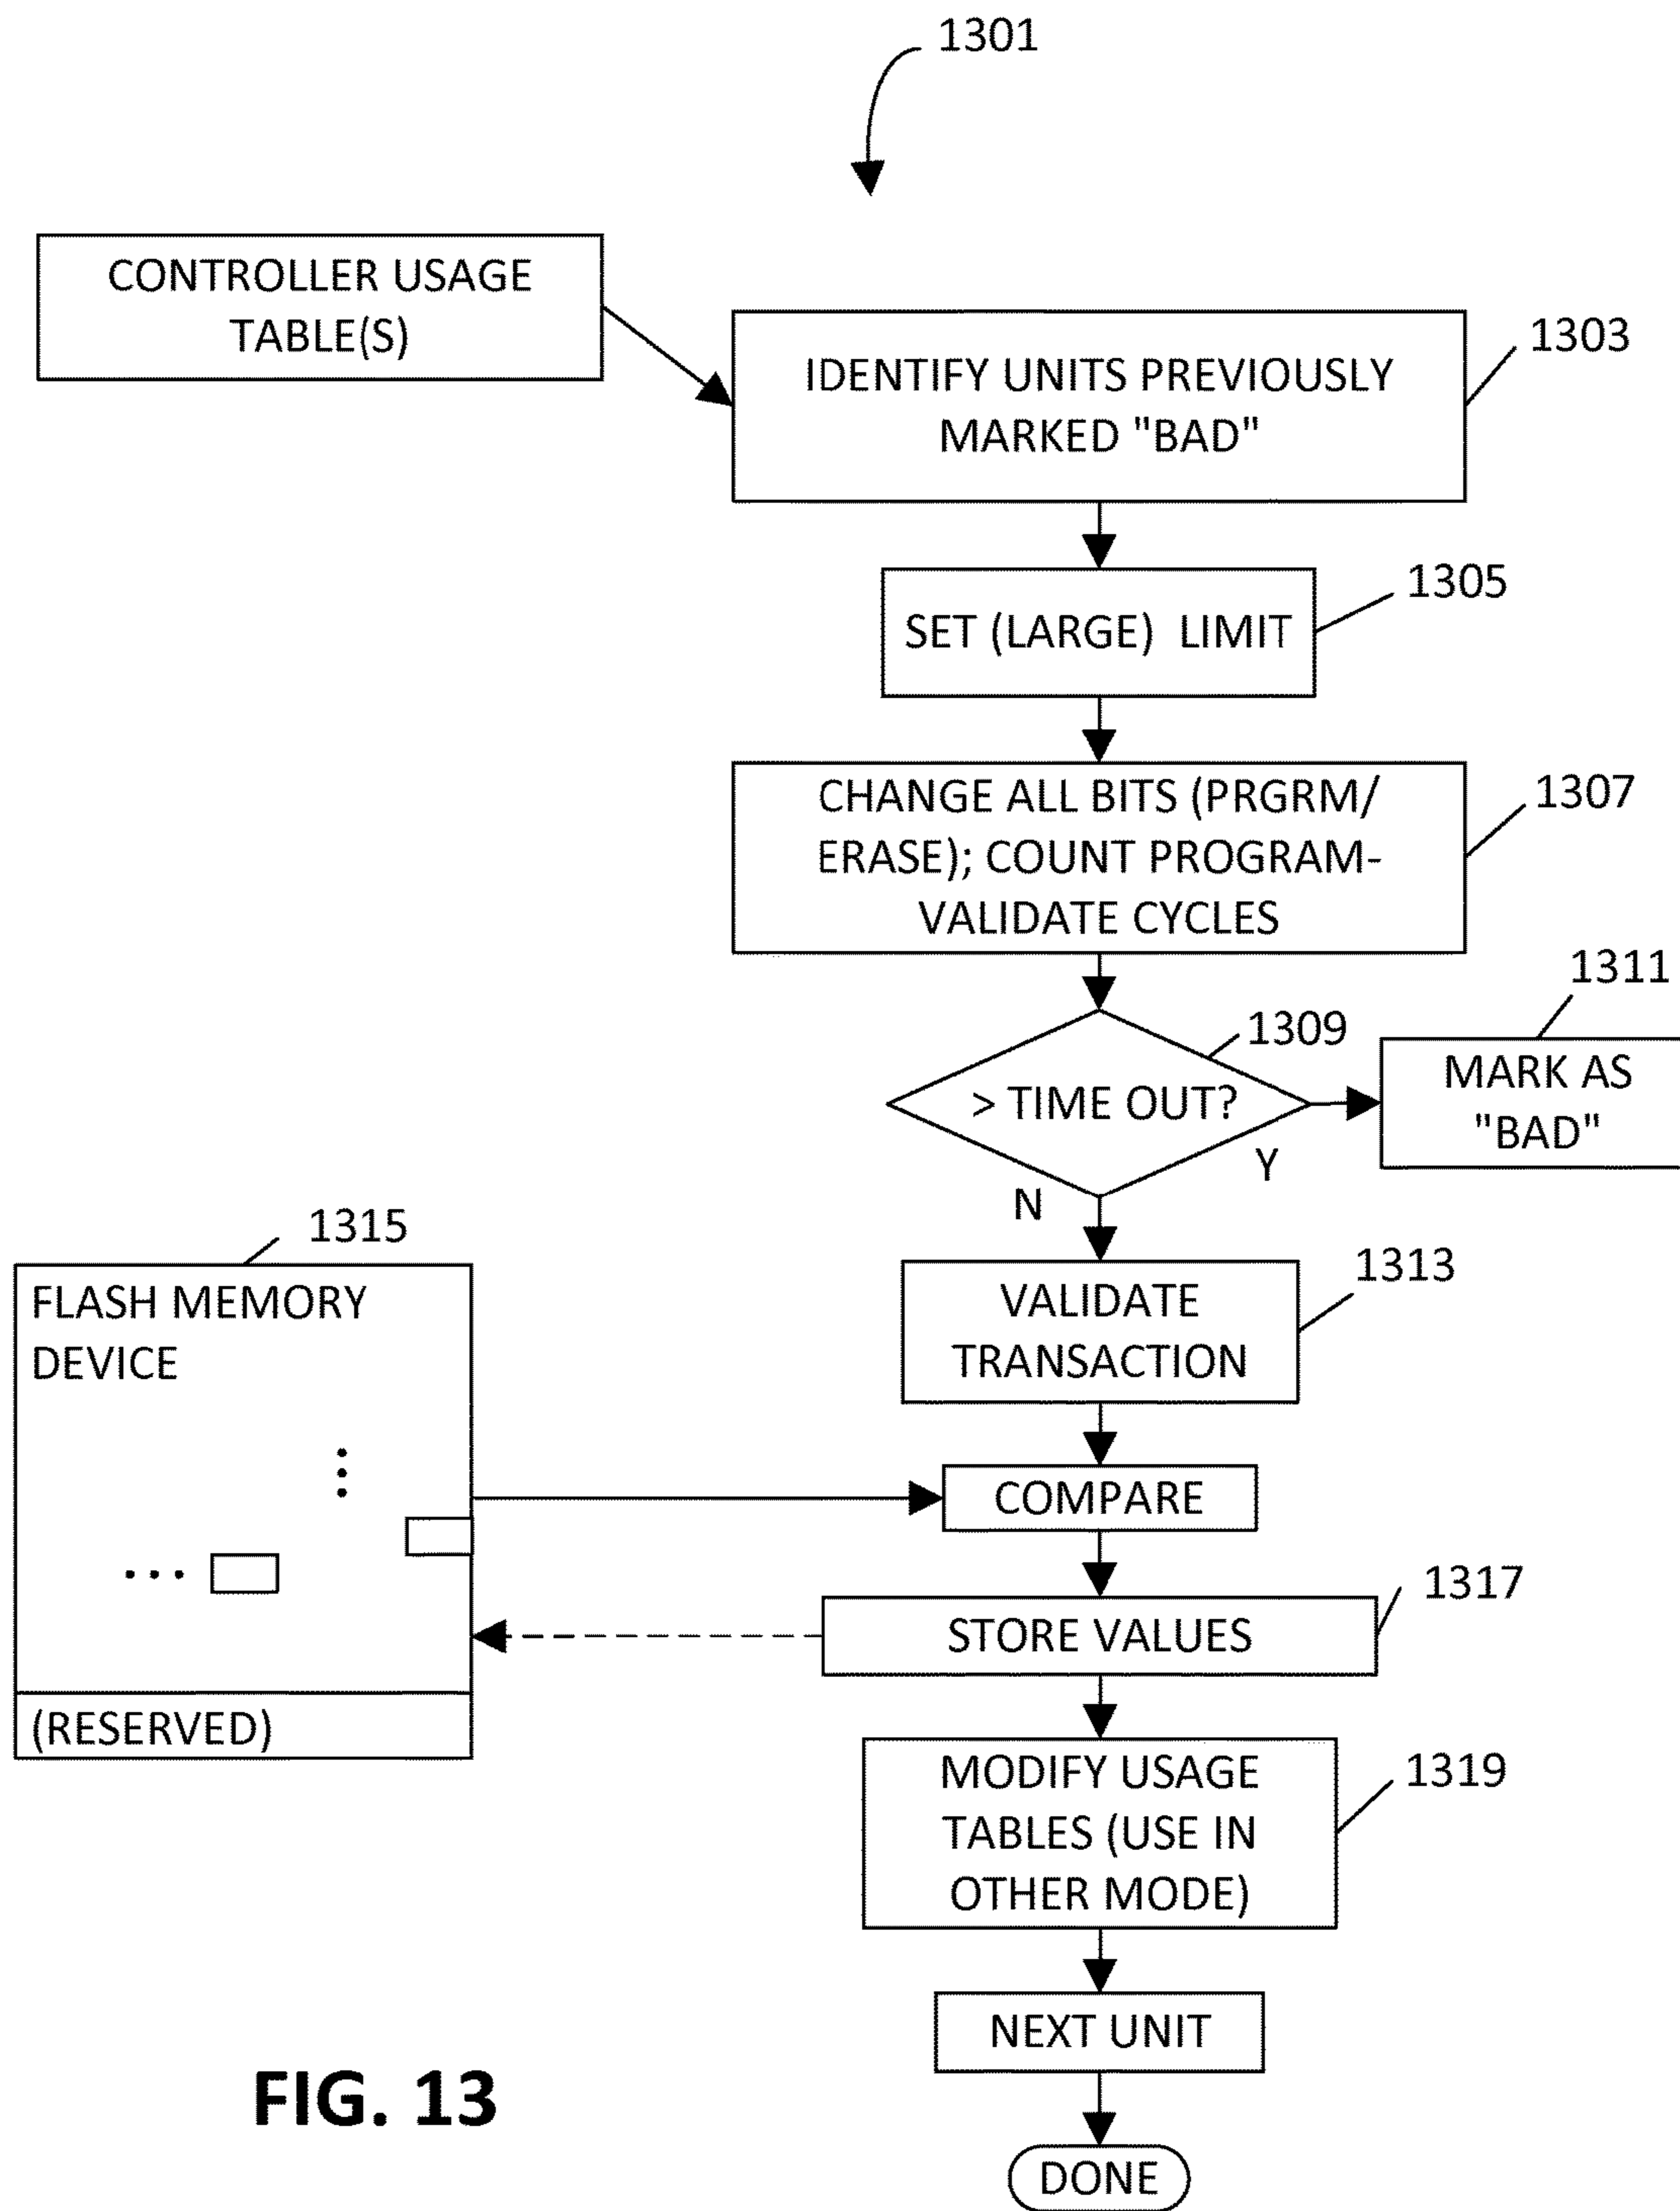 1301
CONTROLLER USAGE
TABLE(S)
IDENTIFY UNITS PREVIOUSLY
MARKED "BAD"
1303
SET (LARGE) LIMIT
1305
CHANGE ALL BITS (PRGRM/
ERASE); COUNT PROGRAM-
VALIDATE CYCLES
1307
> TIME OUT?
1309
Y
N
1311
MARK AS
"BAD"
1315
FLASH MEMORY
DEVICE
(RESERVED)
VALIDATE
TRANSACTION
1313
COMPARE
STORE VALUES
1317
MODIFY USAGE
TABLES (USE IN
OTHER MODE)
1319
NEXT UNIT
DONE
FIG. 13